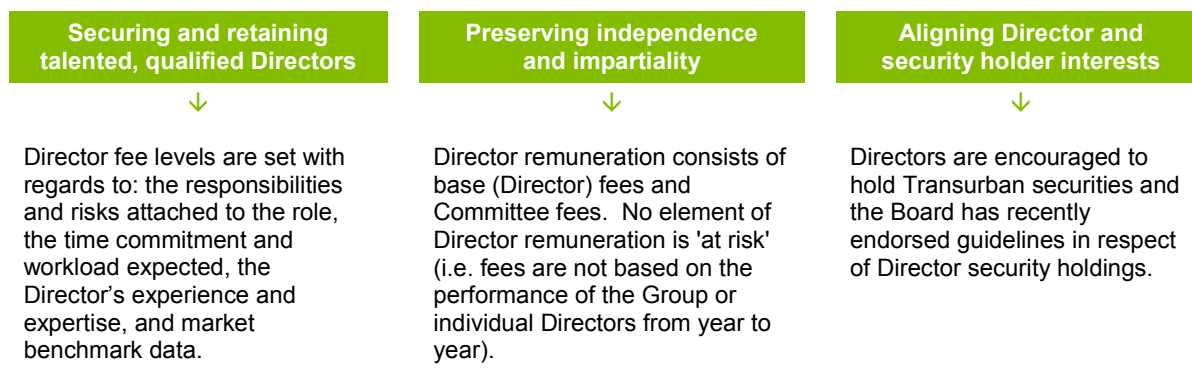 Securing and retaining
talented, qualified Directors
Director fee levels are set with
regards to: the responsibilities
and risks attached to the role,
the time commitment and
workload expected, the
Director’s experience and
expertise, and market
benchmark data.
Preserving independence
and impartiality
Director remuneration consists of
base (Director) fees and
Committee fees.  No element of
Director remuneration is 'at risk'
(i.e. fees are not based on the
performance of the Group or
individual Directors from year to
year).
Aligning Director and
security holder interests
Directors are encouraged to
hold Transurban securities and
the Board has recently
endorsed guidelines in respect
of Director security holdings.